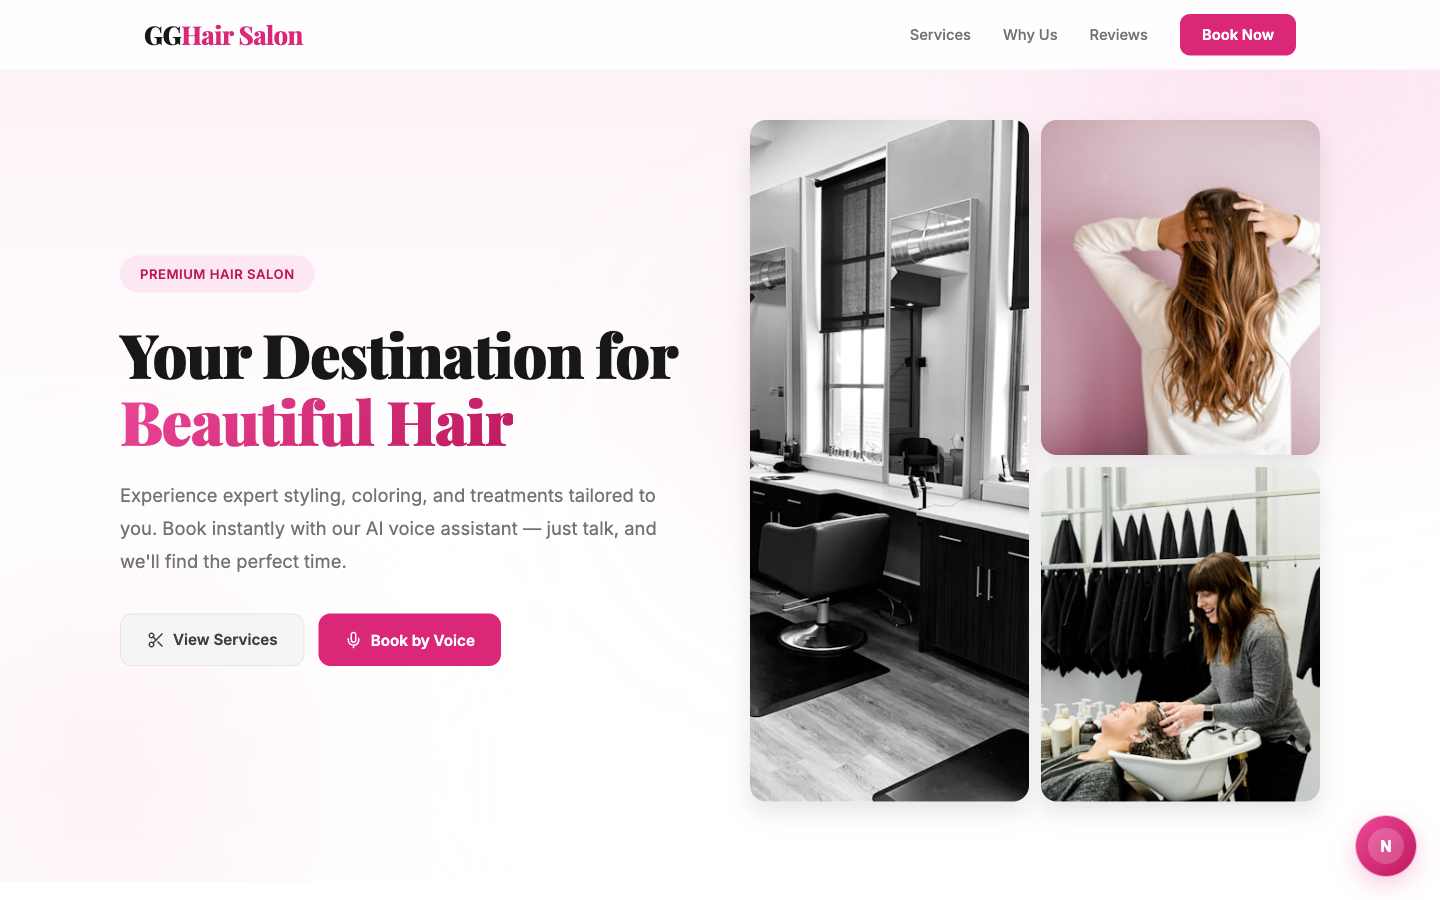 GGHair Salon
Services
Why Us
Reviews
Book Now
PREMIUM HAIR SALON
Your Destination for
Beautiful Hair
Experience expert styling, coloring, and treatments tailored to
you. Book instantly with our AI voice assistant — just talk, and
we'll find the perfect time.
View Services
Book by Voice
N